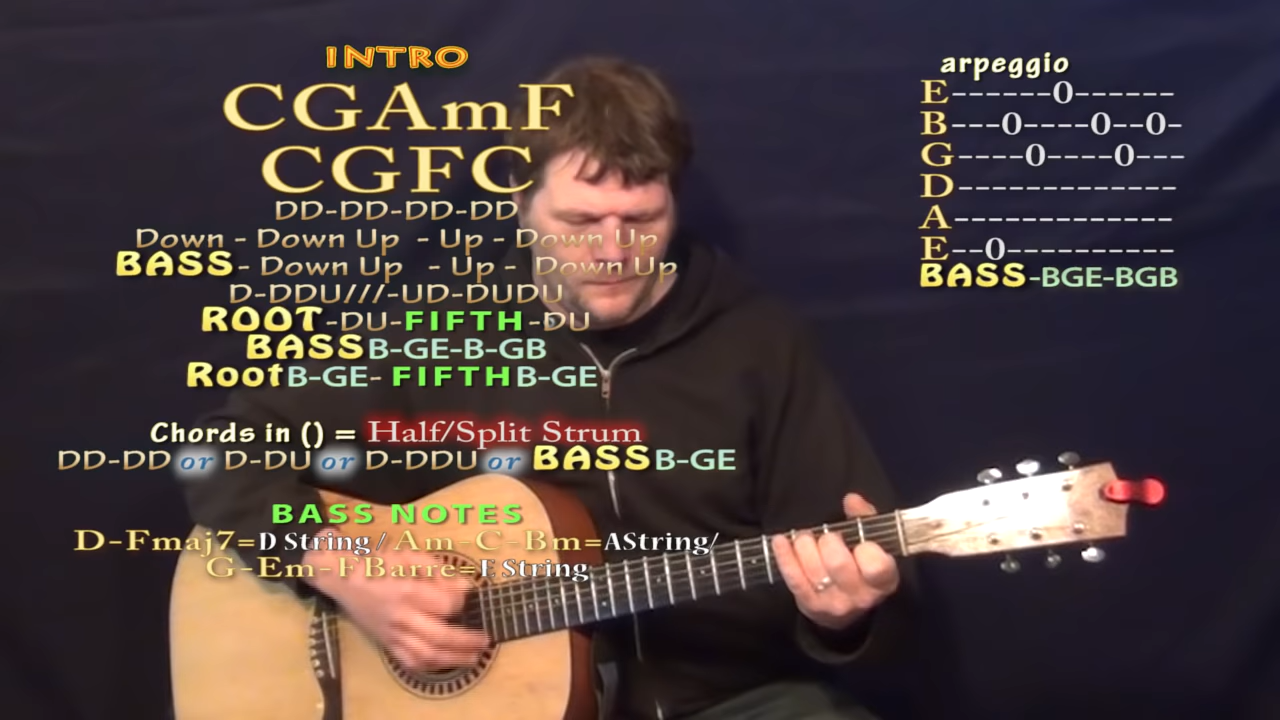 INTRO
CGAmF
CGFC
DD-DD-DD-DD
Down - Down Up - Up - Down Up
BASS - Down Up - Up - Down Up
D-DDU///-UD-DUDU
ROOT-DU-FIFTH-DU
BASSB-GE-B-GB
RootB-GE- FIFTHB-GE
Chords in () = Half/Split Strum
DD-DD or D-DU or D-DDU or BASSB-GE
BASS NOTES
D-Fmaj7=D String / Am-C-Bm=AString/
G-Em-FBarre=E String
arpeggio
E------0------
B---0----0--0-
G----0----0---
D-------------
A-------------
E--0----------
BASS-BGE-BGB